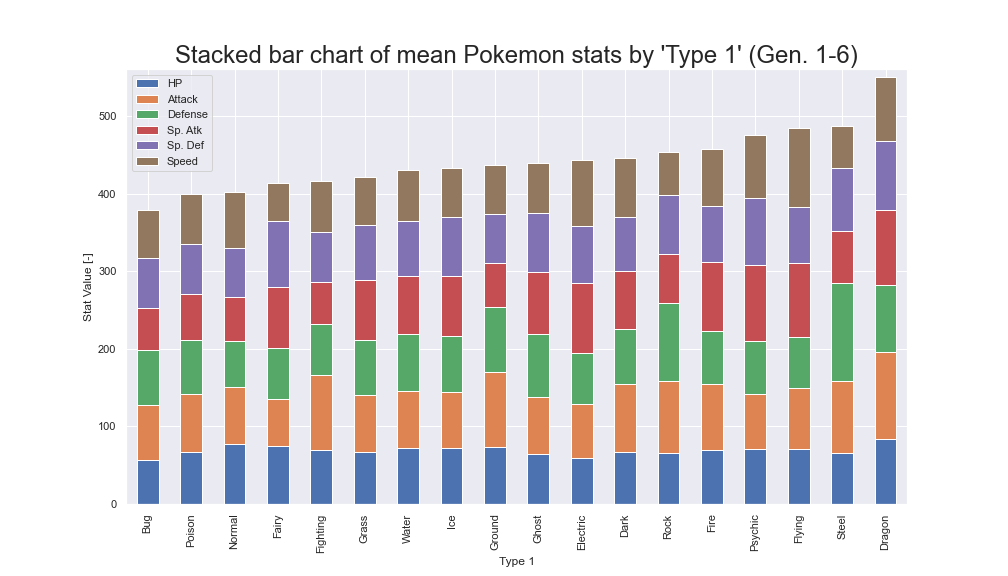 Stacked bar chart of mean Pokemon stats by 'Type 1' (Gen. 1-6)
HP
Attack
Defense
Sp. Atk
Sp. Def
Speed
Stat Value [-]
500
400
300
200
100
0
Bug
Poison
Normal
Fairy
Fighting
Grass
Water
Ice
Ground
Ghost
Electric
Dark
Rock
Fire
Psychic
Flying
Steel
Dragon
Type 1